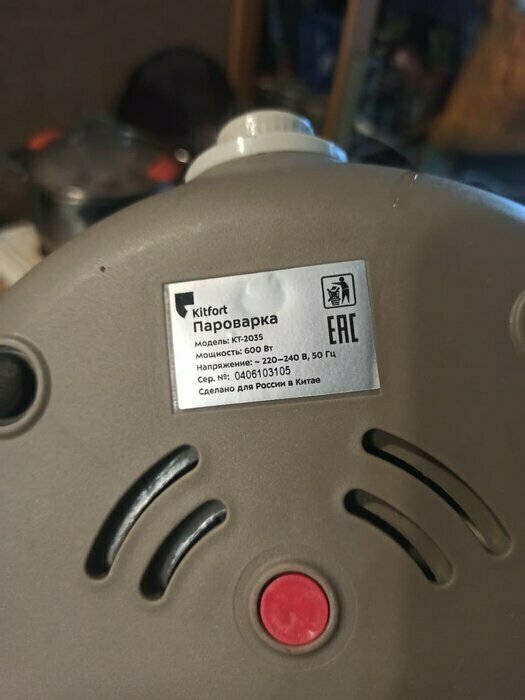 Kitfort
Пароварка
Модель: КТ-2035
Мощность: 600 Вт
Напряжение: ~ 220–240 В, 50 Гц
Сер. №: 0406103105
Сделано для России в Китае
EAC